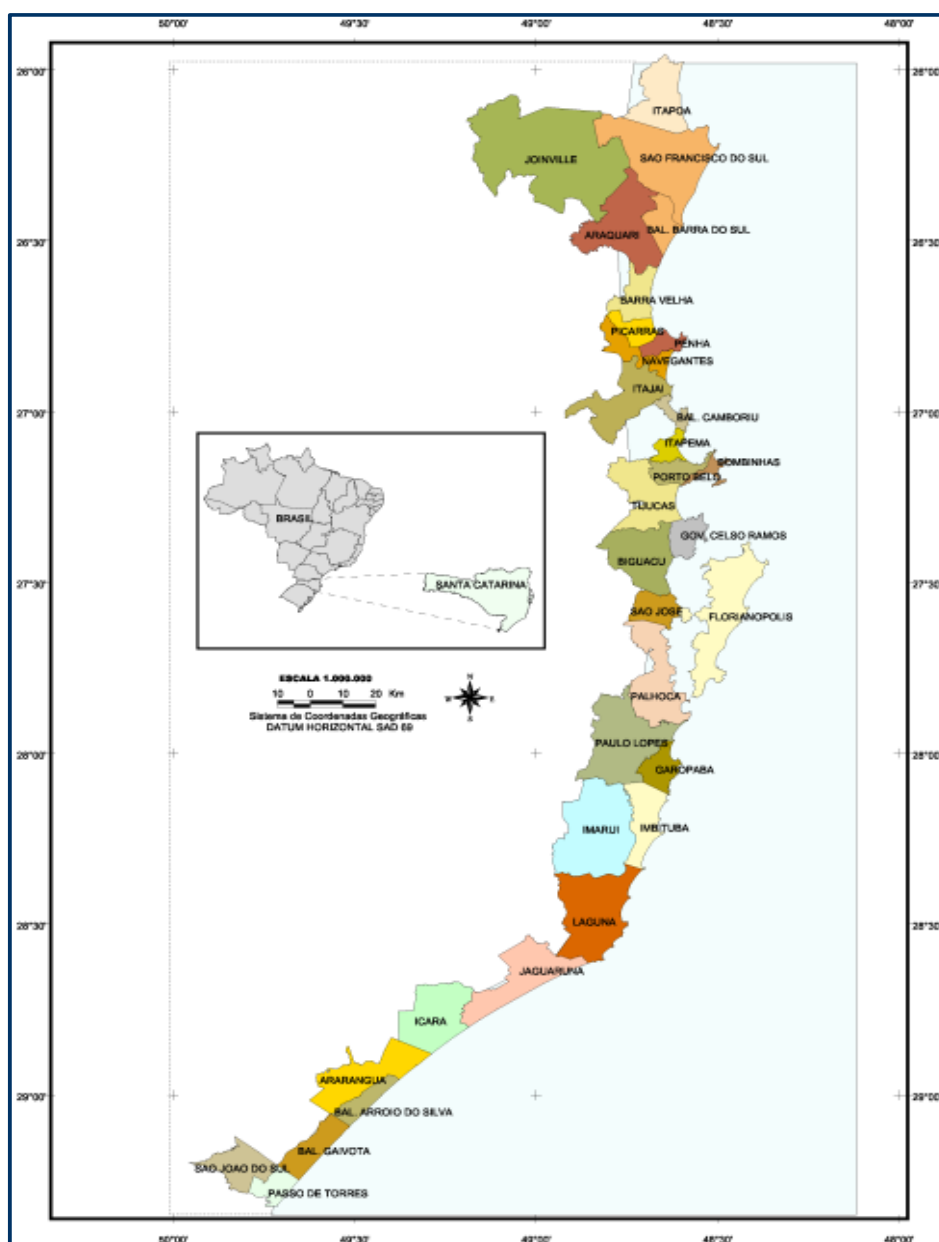 50°00'
49°30'
49°00'
48°30'
48°00'
26°00'
26°00'
ITAPOA
JOINVILLE
SAO FRANCISCO DO SUL
ARAQUARI
BAL. BARRA DO SUL
26°30'
26°30'
BARRA VELHA
PICARRAS
PENHA
NAVEGANTES
ITAJAI
27°00'
27°00'
BAL. CAMBORIU
ITAPEMA
BOMBINHAS
PORTO BELO
TIJUCAS
BRASIL
GOV. CELSO RAMOS
BIGUACU
27°30'
27°30'
SANTA CATARINA
SAO JOSE
FLORIANOPOLIS
ESCALA 1.000.000
10 0 10 20 Km
N
W E
S
Sistema de Coordenadas Geográficas
DATUM HORIZONTAL SAD 69
PALHOCA
PAULO LOPES
28°00'
28°00'
GAROPABA
IMARUI
IMBITUBA
28°30'
28°30'
LAGUNA
JAGUARUNA
ICARA
ARARANGUA
29°00'
29°00'
BAL. ARROIO DO SILVA
BAL. GAIVOTA
SAO JOAO DO SUL
PASSO DE TORRES
50°00'
49°30'
49°00'
48°30'
48°00'